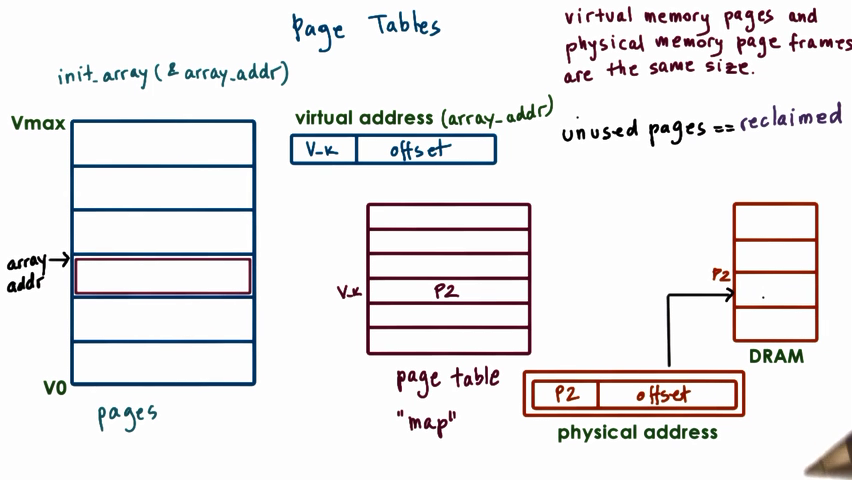 Page Tables
virtual memory pages and
physical memory page frames
are the same size.
init_array (& array_addr)
Vmax
virtual address (array_addr)
unused pages == reclaimed
V_k offset
array
addr
P2
V_k P2
V0
DRAM
page table
"map"
P2 offset
pages
physical address